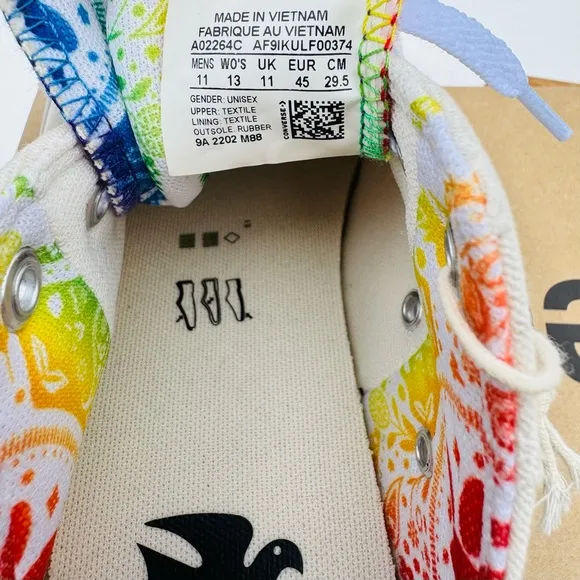 MADE IN VIETNAM
FABRIQUE AU VIETNAM
A02264C AF9IKULF00374
MENS WO'S UK EUR CM
11 13 11 45 29.5
GENDER: UNISEX
UPPER: TEXTILE
LINING: TEXTILE
OUTSOLE: RUBBER
9A 2202 M88
CONVERSE